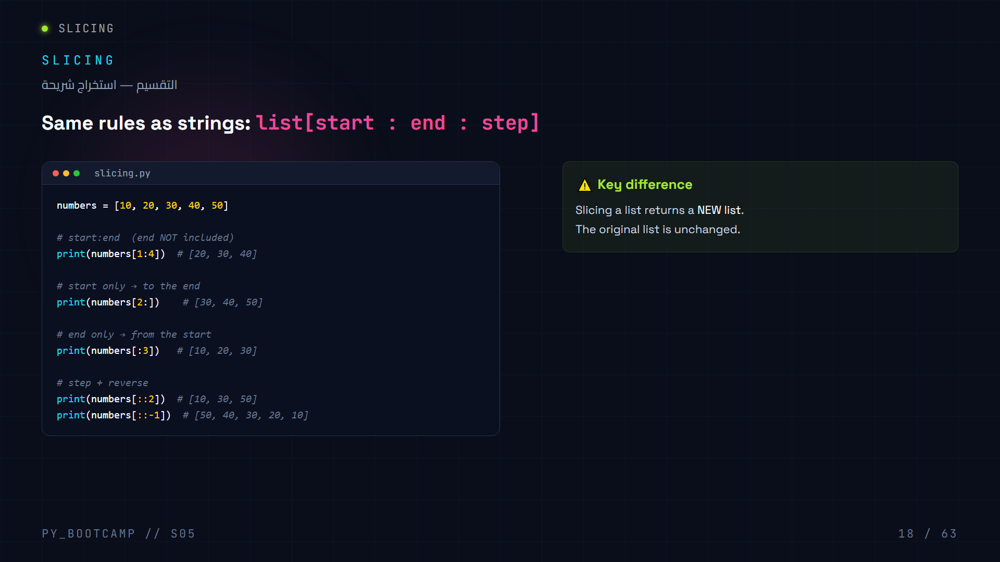 SLICING
SLICING
التقسيم — استخراج شريحة
Same rules as strings: list[start : end : step]
slicing.py
numbers = [10, 20, 30, 40, 50]
# start:end  (end NOT included)
print(numbers[1:4])  # [20, 30, 40]
# start only → to the end
print(numbers[2:])    # [30, 40, 50]
# end only → from the start
print(numbers[:3])   # [10, 20, 30]
# step + reverse
print(numbers[::2])  # [10, 30, 50]
print(numbers[::-1])  # [50, 40, 30, 20, 10]
⚠️ Key difference
Slicing a list returns a NEW list.
The original list is unchanged.
PY_BOOTCAMP // S05
18 / 63